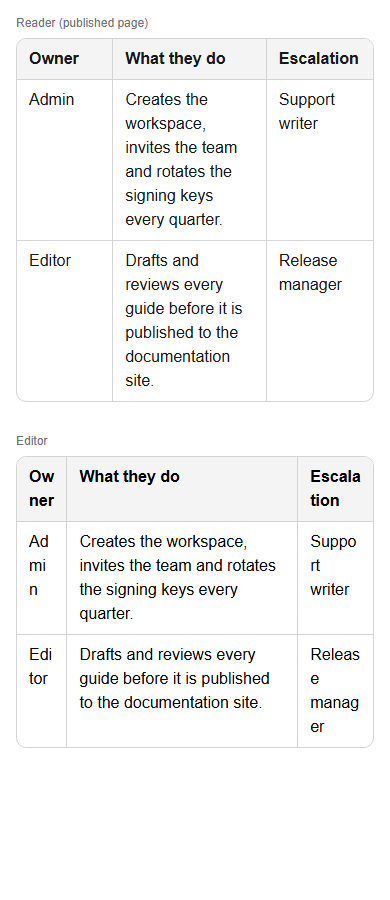 Reader (published page)
Owner What they do Escalation
Admin Creates the Support
workspace, writer
invites the team
and rotates the
signing keys
every quarter.
Editor Drafts and Release
reviews every manager
guide before it is
published to the
documentation
site.
Editor
Ow What they do Escala
ner tion
Ad Creates the workspace, Suppo
mi invites the team and rotates rt
n the signing keys every writer
quarter.
Edi Drafts and reviews every Releas
tor guide before it is published e
to the documentation site. manag
er